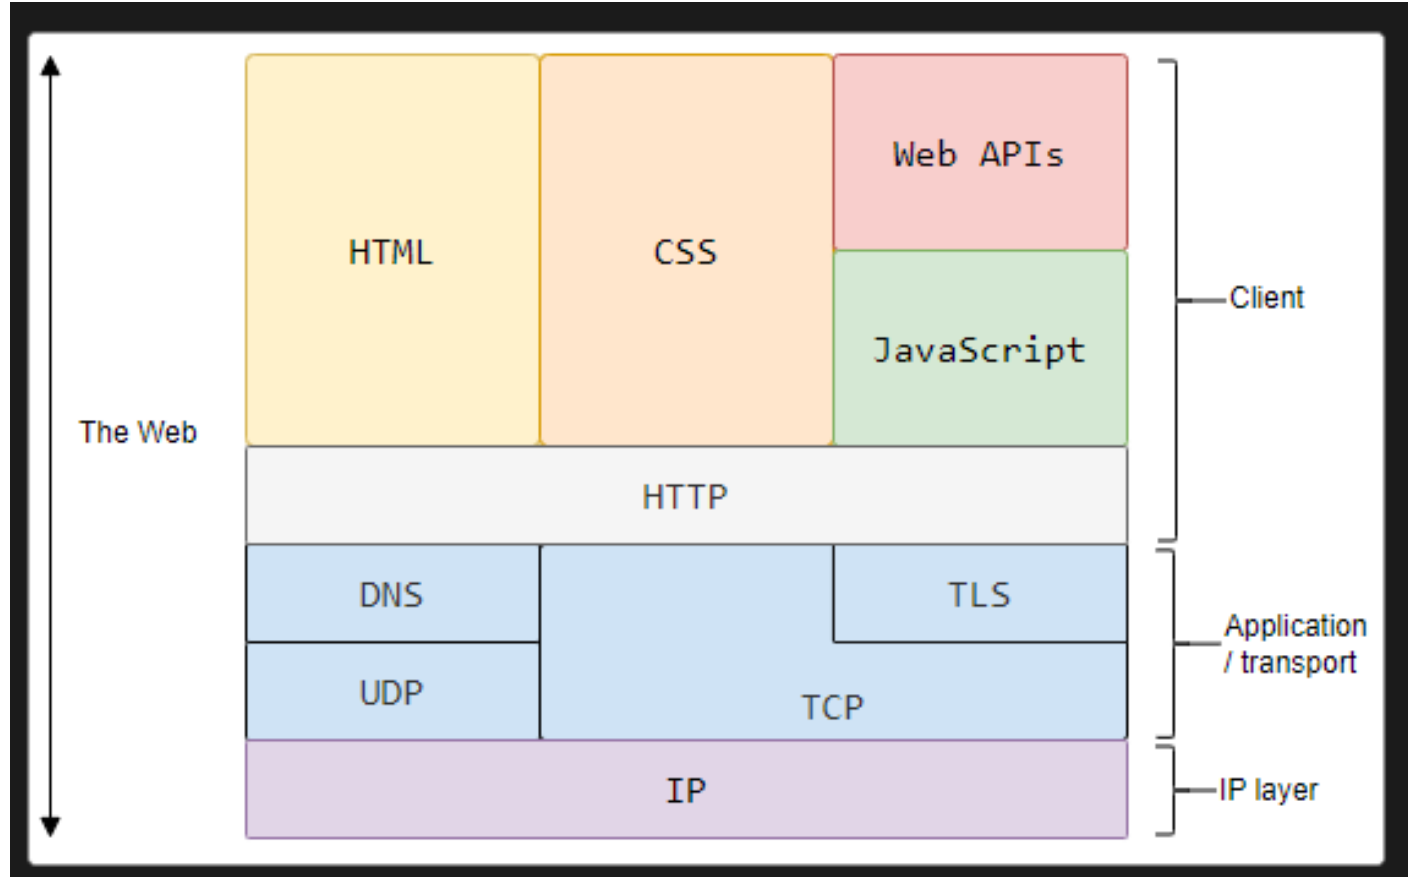 Web APIs
HTML
CSS
Client
JavaScript
The Web
HTTP
DNS
TLS
Application
/ transport
UDP
TCP
IP
IP layer